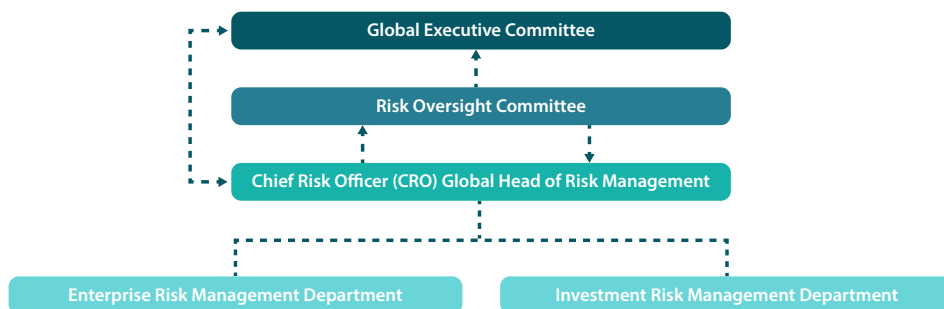 Global Executive Committee
Risk Oversight Committee
Chief Risk Officer (CRO) Global Head of Risk Management
Enterprise Risk Management Department
Investment Risk Management Department